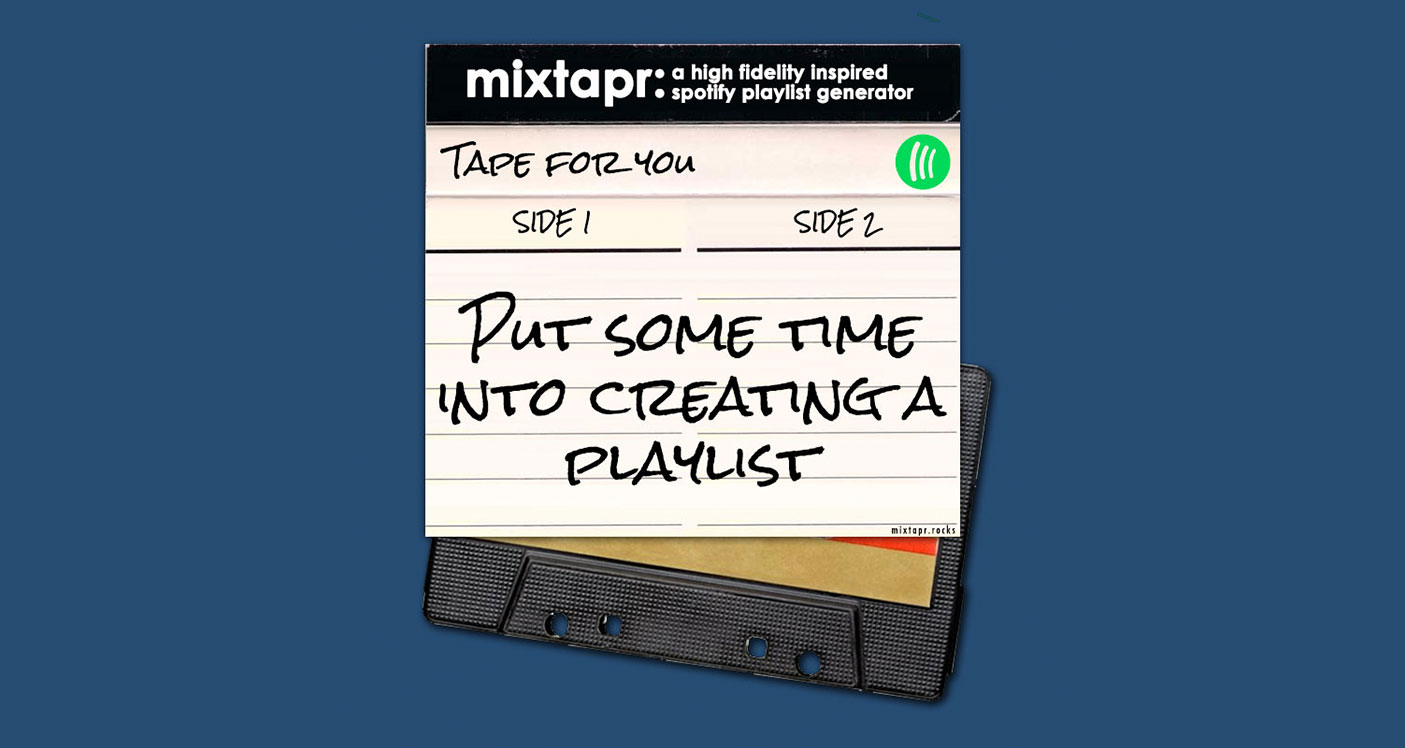 mixtapr: a high fidelity inspired
spotify playlist generator
Tape for you
SIDE 1
SIDE 2
Put some time
into creating a
playlist
mixtapr.rocks